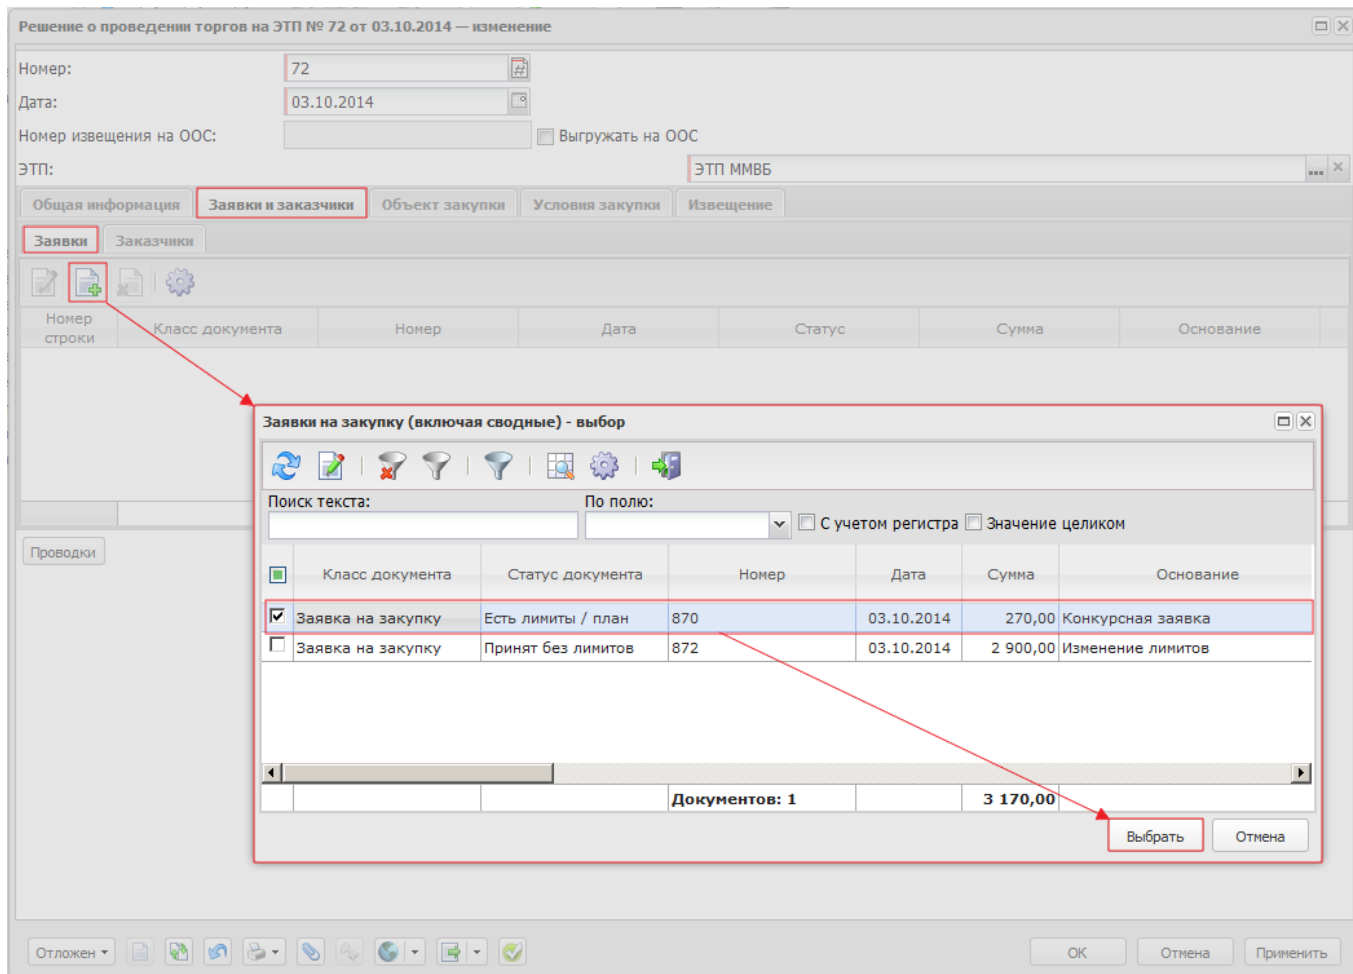 Решение о проведении торгов на ЭТП № 72 от 03.10.2014 — изменение
Номер: 72
Дата: 03.10.2014
Номер извещения на ООС: Выгружать на ООС
ЭТП: ЭТП ММВБ
Общая информация Заявки и заказчики Объект закупки Условия закупки Извещение
Заявки Заказчики
Номер строки Класс документа Номер Дата Статус Сумма Основание
Заявки на закупку (включая сводные) - выбор
Поиск текста: По полю:
С учетом регистра Значение целиком
Проводки
Класс документа Статус документа Номер Дата Сумма Основание
Заявка на закупку Есть лимиты / план 870 03.10.2014 270,00 Конкурсная заявка
Заявка на закупку Принят без лимитов 872 03.10.2014 2 900,00 Изменение лимитов
Документов: 1 3 170,00
Выбрать Отмена
Отложен ОК Отмена Применить